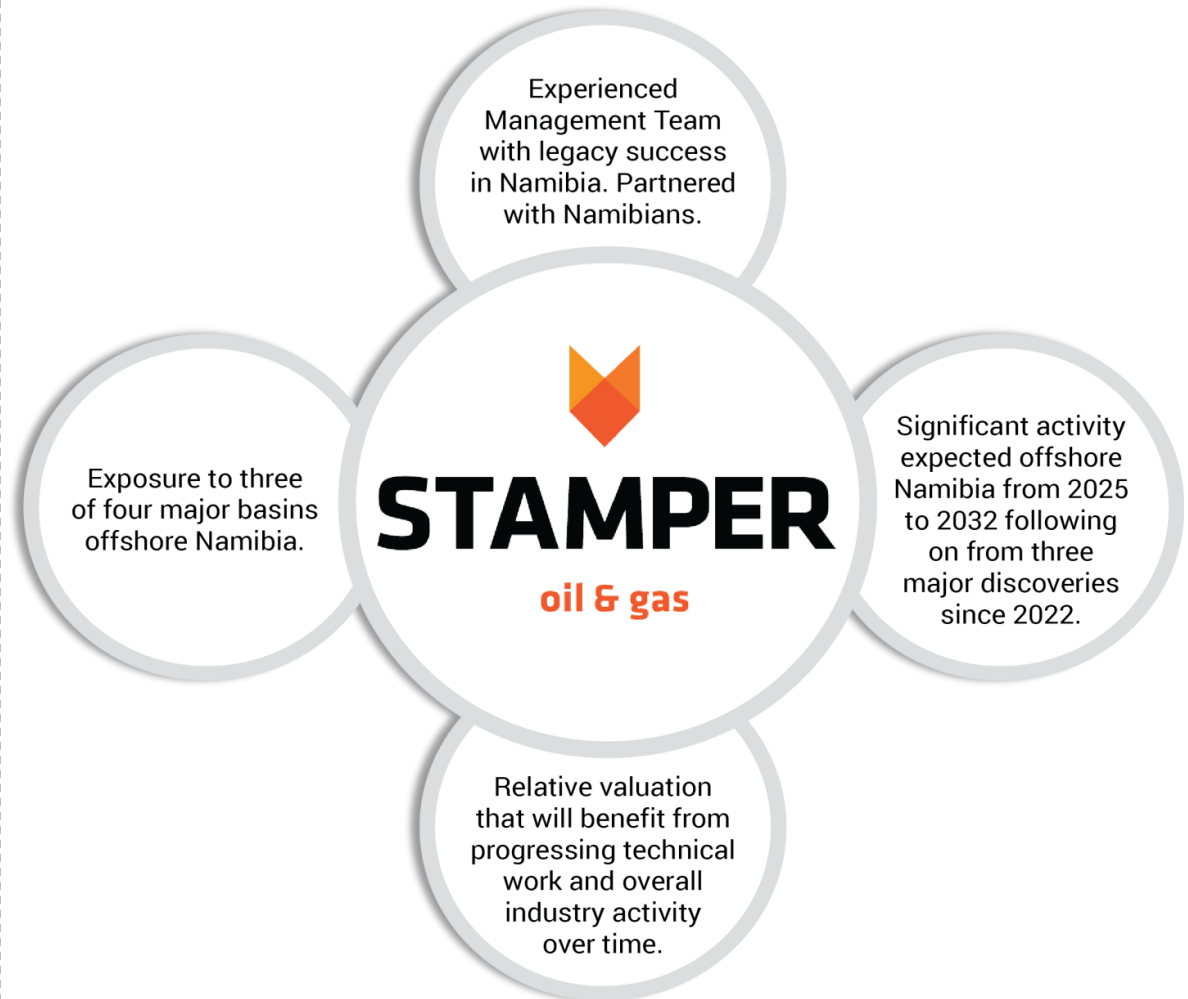 Experienced
Management Team
with legacy success
in Namibia. Partnered
with Namibians.
Exposure to three
of four major basins
offshore Namibia.
STAMPER
oil & gas
Significant activity
expected offshore
Namibia from 2025
to 2032 following
on from three
major discoveries
since 2022.
Relative valuation
that will benefit from
progressing technical
work and overall
industry activity
over time.